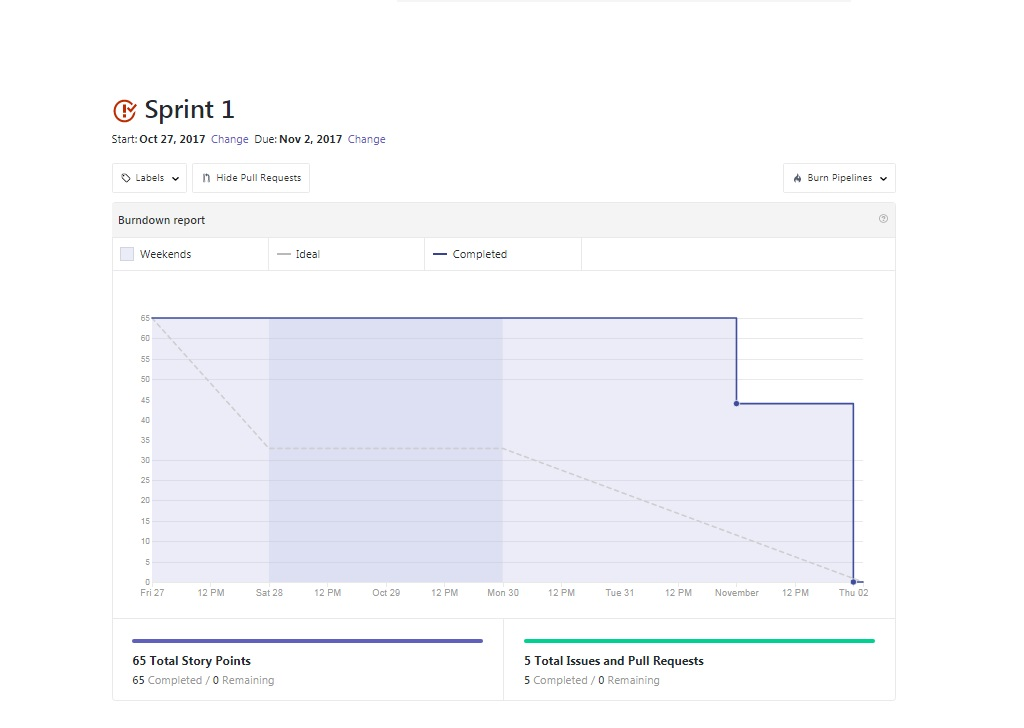 Sprint 1
Start: Oct 27, 2017 Change Due: Nov 2, 2017 Change
Labels Hide Pull Requests Burn Pipelines
Burndown report
Weekends Ideal Completed
65
60
55
50
45
40
35
30
25
20
15
10
5
0
Fri 27 12 PM Sat 28 12 PM Oct 29 12 PM Mon 30 12 PM Tue 31 12 PM November 12 PM Thu 02
65 Total Story Points
65 Completed / 0 Remaining
5 Total Issues and Pull Requests
5 Completed / 0 Remaining